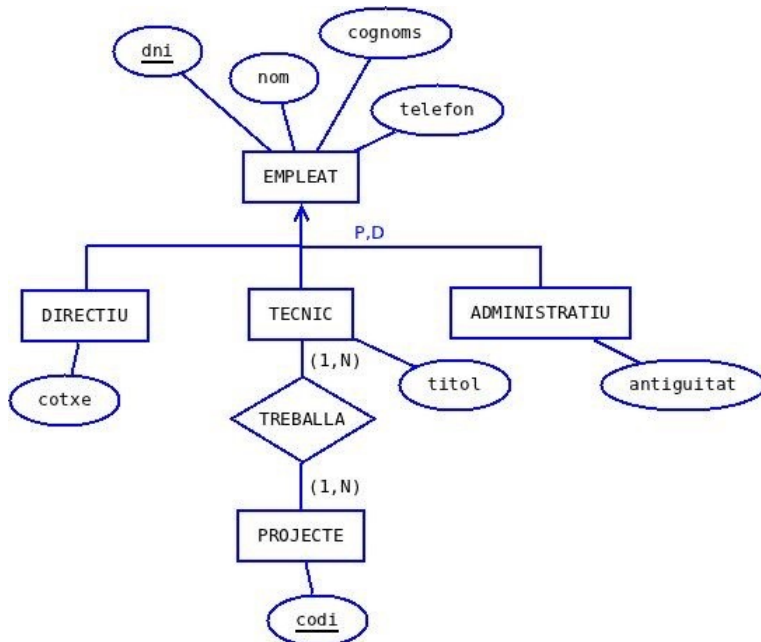 cognoms
dni
nom
telefon
EMPLEAT
P,D
DIRECTIU
TECNIC
ADMINISTRATIU
(1,N)
cotxe
titol
antiguitat
TREBALLA
(1,N)
PROJECTE
codi